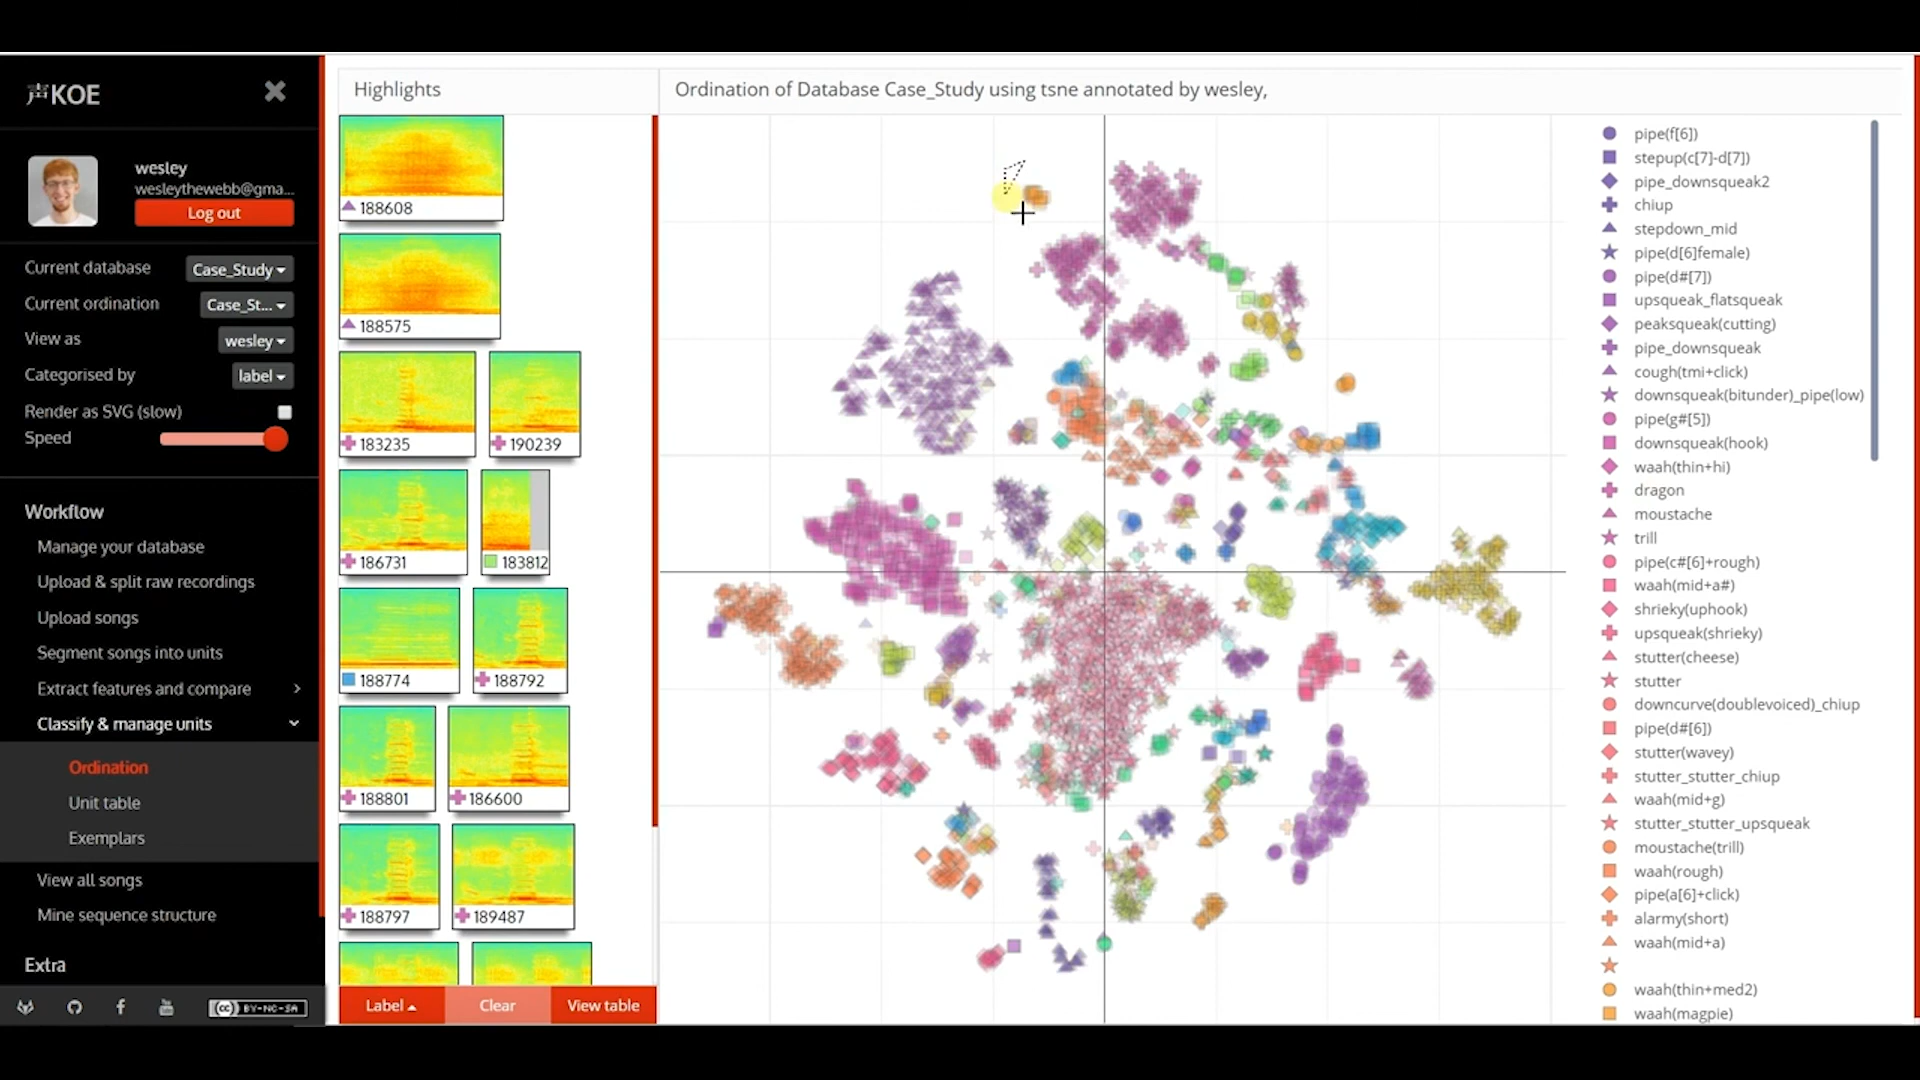 声KOE
wesley
wesleythewebb@gma...
Log out
Current database
Case_Study
Current ordination
Case_St...
View as
wesley
Categorised by
label
Render as SVG (slow)
Speed
Workflow
Manage your database
Upload & split raw recordings
Upload songs
Segment songs into units
Extract features and compare
Classify & manage units
Ordination
Unit table
Exemplars
View all songs
Mine sequence structure
Extra
cc BY-NC-SA
Highlights
188608
188575
183235
190239
186731
183812
188774
188792
188801
186600
188797
189487
Label
Clear
View table
Ordination of Database Case_Study using tsne annotated by wesley,
pipe(f[6])
stepup(c[7]-d[7])
pipe_downsqueak2
chiup
stepdown_mid
pipe(d[6]female)
pipe(d#[7])
upsqueak_flatsqueak
peaksqueak(cutting)
pipe_downsqueak
cough(tmi+click)
downsqueak(bitunder)_pipe(low)
pipe(g#[5])
downsqueak(hook)
waah(thin+hi)
dragon
moustache
trill
pipe(c#[6]+rough)
waah(mid+a#)
shrieky(uphook)
upsqueak(shrieky)
stutter(cheese)
stutter
downcurve(doublevoiced)_chiup
pipe(d#[6])
stutter(wavey)
stutter_stutter_chiup
waah(mid+g)
stutter_stutter_upsqueak
moustache(trill)
waah(rough)
pipe(a[6]+click)
alarmy(short)
waah(mid+a)
waah(thin+med2)
waah(magpie)